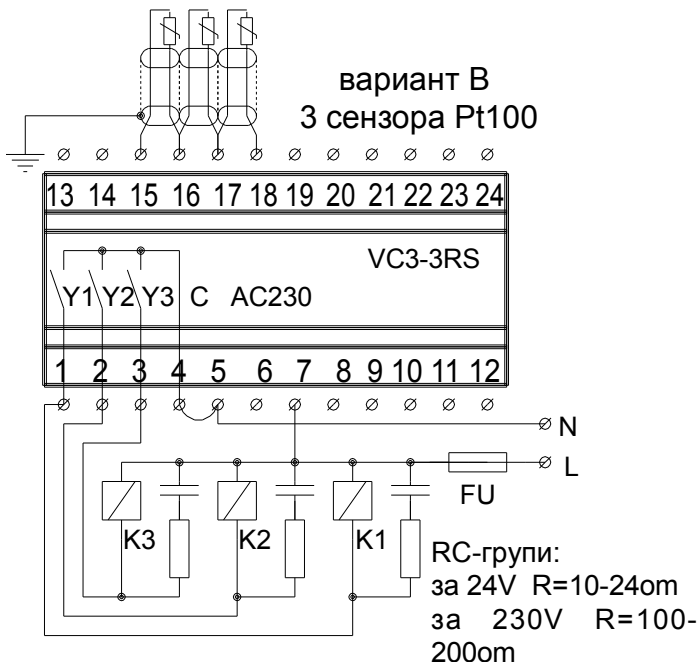 вариант B
3 сензора Pt100
13 14 15 16 17 18 19 20 21 22 23 24
VC3-3RS
Y1 Y2 Y3 C AC230
1 2 3 4 5 6 7 8 9 10 11 12
N
L
FU
K3 K2 K1
RC-групи:
за 24V R=10-24om
за 230V R=100-
200om